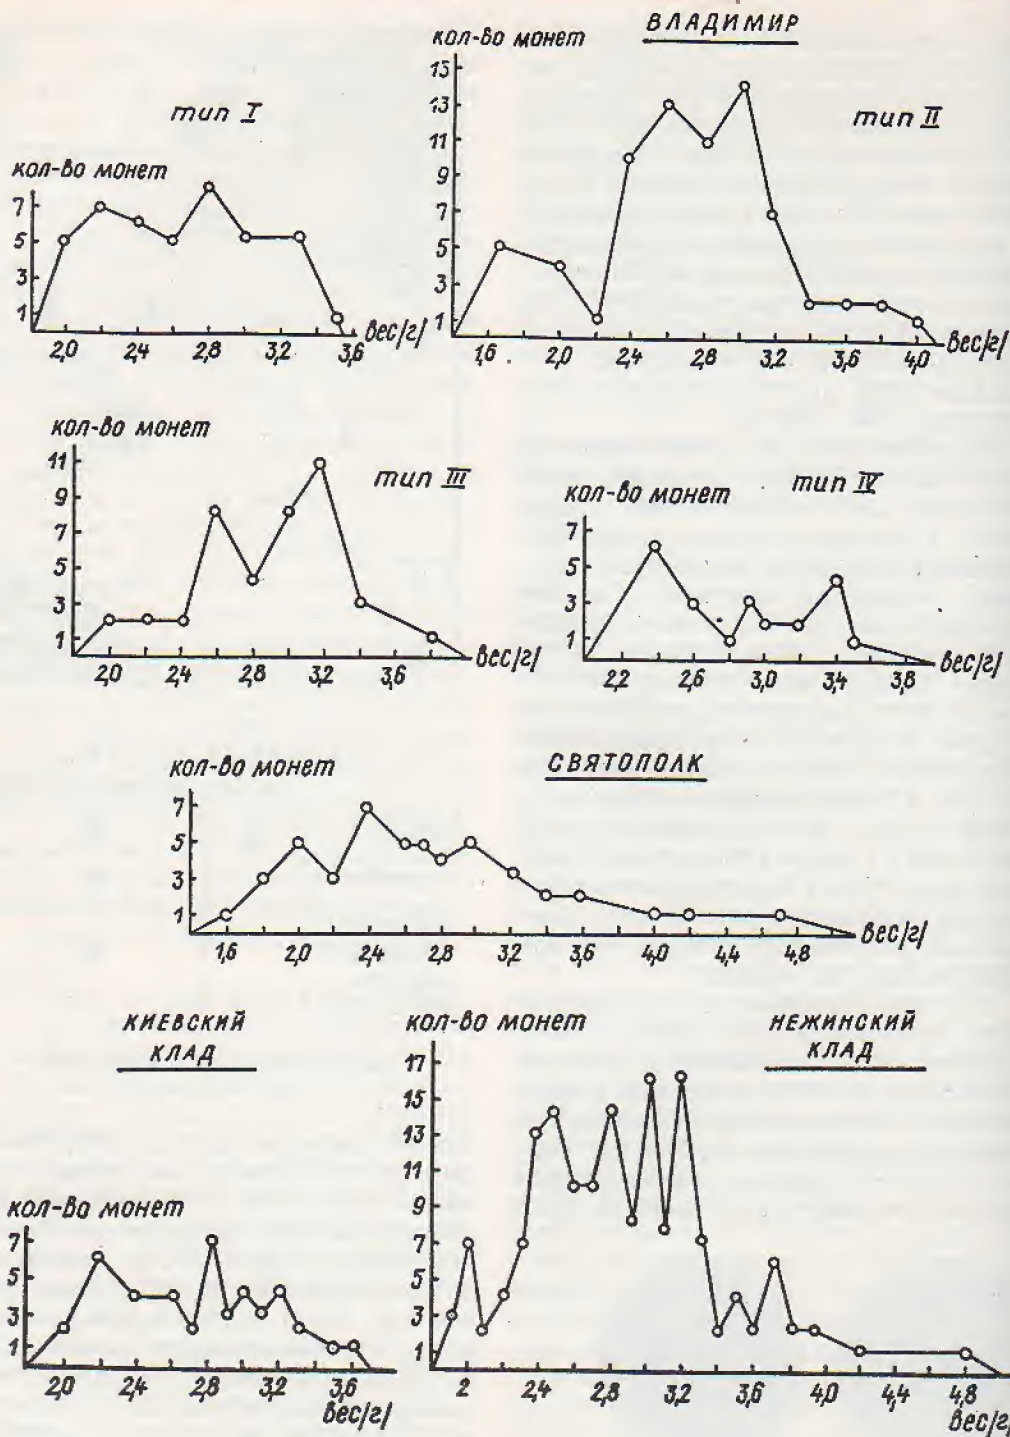 ВЛАДИМИР
тип I
кол-во монет
7
5
3
1
2,0 2,4 2,8 3,2 3,6 вес/г/
кол-во монет
тип II
15
13
11
9
7
5
3
1
1,6 2,0 2,4 2,8 3,2 3,6 4,0 вес/г/
кол-во монет
тип III
11
9
7
5
3
1
2,0 2,4 2,8 3,2 3,6 вес/г/
кол-во монет
тип IV
7
5
3
1
2,2 2,6 3,0 3,4 3,8 вес/г/
СВЯТОПОЛК
кол-во монет
7
5
3
1
1,6 2,0 2,4 2,8 3,2 3,6 4,0 4,4 4,8 вес/г/
КИЕВСКИЙ
КЛАД
кол-во монет
7
5
3
1
2,0 2,4 2,8 3,2 3,6
вес/г/
кол-во монет
НЕЖИНСКИЙ
КЛАД
17
15
13
11
9
7
5
3
1
2 2,4 2,8 3,2 3,6 4,0 4,4 4,8
вес/г/